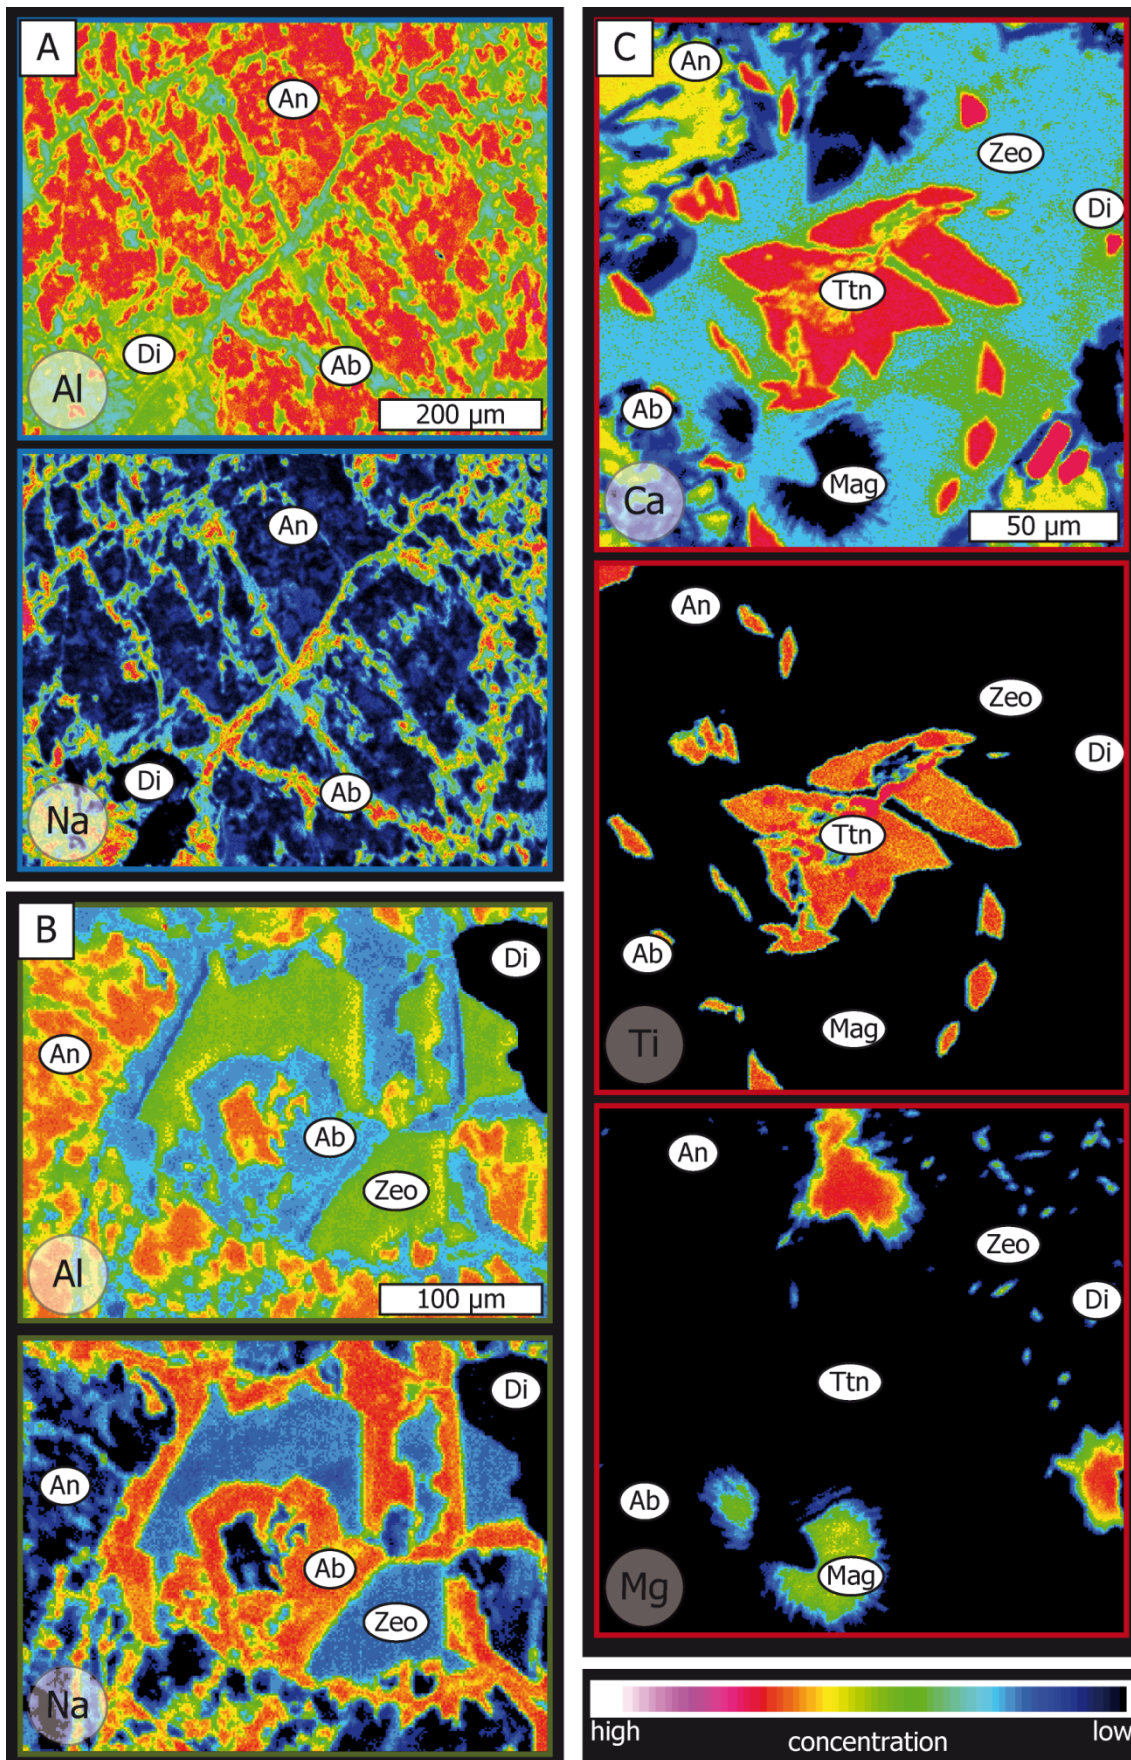 A
An
Di
Ab
Al
200 µm
An
Di
Ab
Na
B
Di
An
Ab
Zeo
Al
100 µm
Di
An
Ab
Zeo
Na
C
An
Zeo
Di
Ttn
Ab
Mag
Ca
50 µm
An
Zeo
Di
Ttn
Ab
Mag
Ti
An
Zeo
Di
Ttn
Ab
Mag
Mg
high concentration low